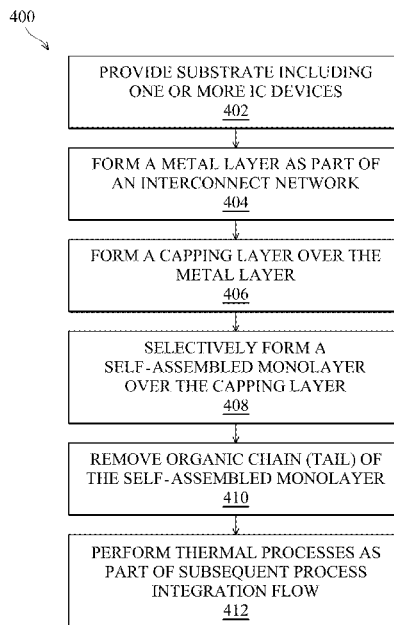 400
PROVIDE SUBSTRATE INCLUDING
ONE OR MORE IC DEVICES
402
FORM A METAL LAYER AS PART OF
AN INTERCONNECT NETWORK
404
FORM A CAPPING LAYER OVER THE
METAL LAYER
406
SELECTIVELY FORM A
SELF-ASSEMBLED MONOLAYER
OVER THE CAPPING LAYER
408
REMOVE ORGANIC CHAIN (TAIL) OF
THE SELF-ASSEMBLED MONOLAYER
410
PERFORM THERMAL PROCESSES AS
PART OF SUBSEQUENT PROCESS
INTEGRATION FLOW
412